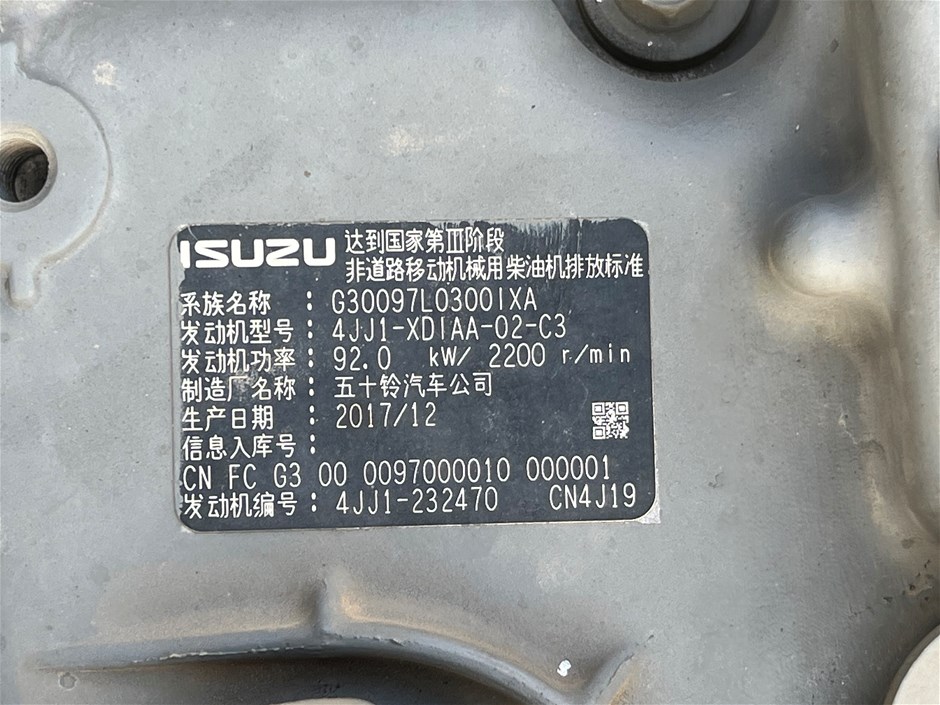 ISUZU 达到国家第III阶段
非道路移动机械用柴油机排放标准
系族名称 : G30097L0300IXA
发动机型号 : 4JJ1-XDIAA-02-C3
发动机功率 : 92.0 kW/ 2200 r/min
制造产名称 : 五十铃汽车公司
生产日期 : 2017/12
信息入库号 :
CN FC G3 00 0097000010 000001
发动机编号 : 4JJ1-232470 CN4J19